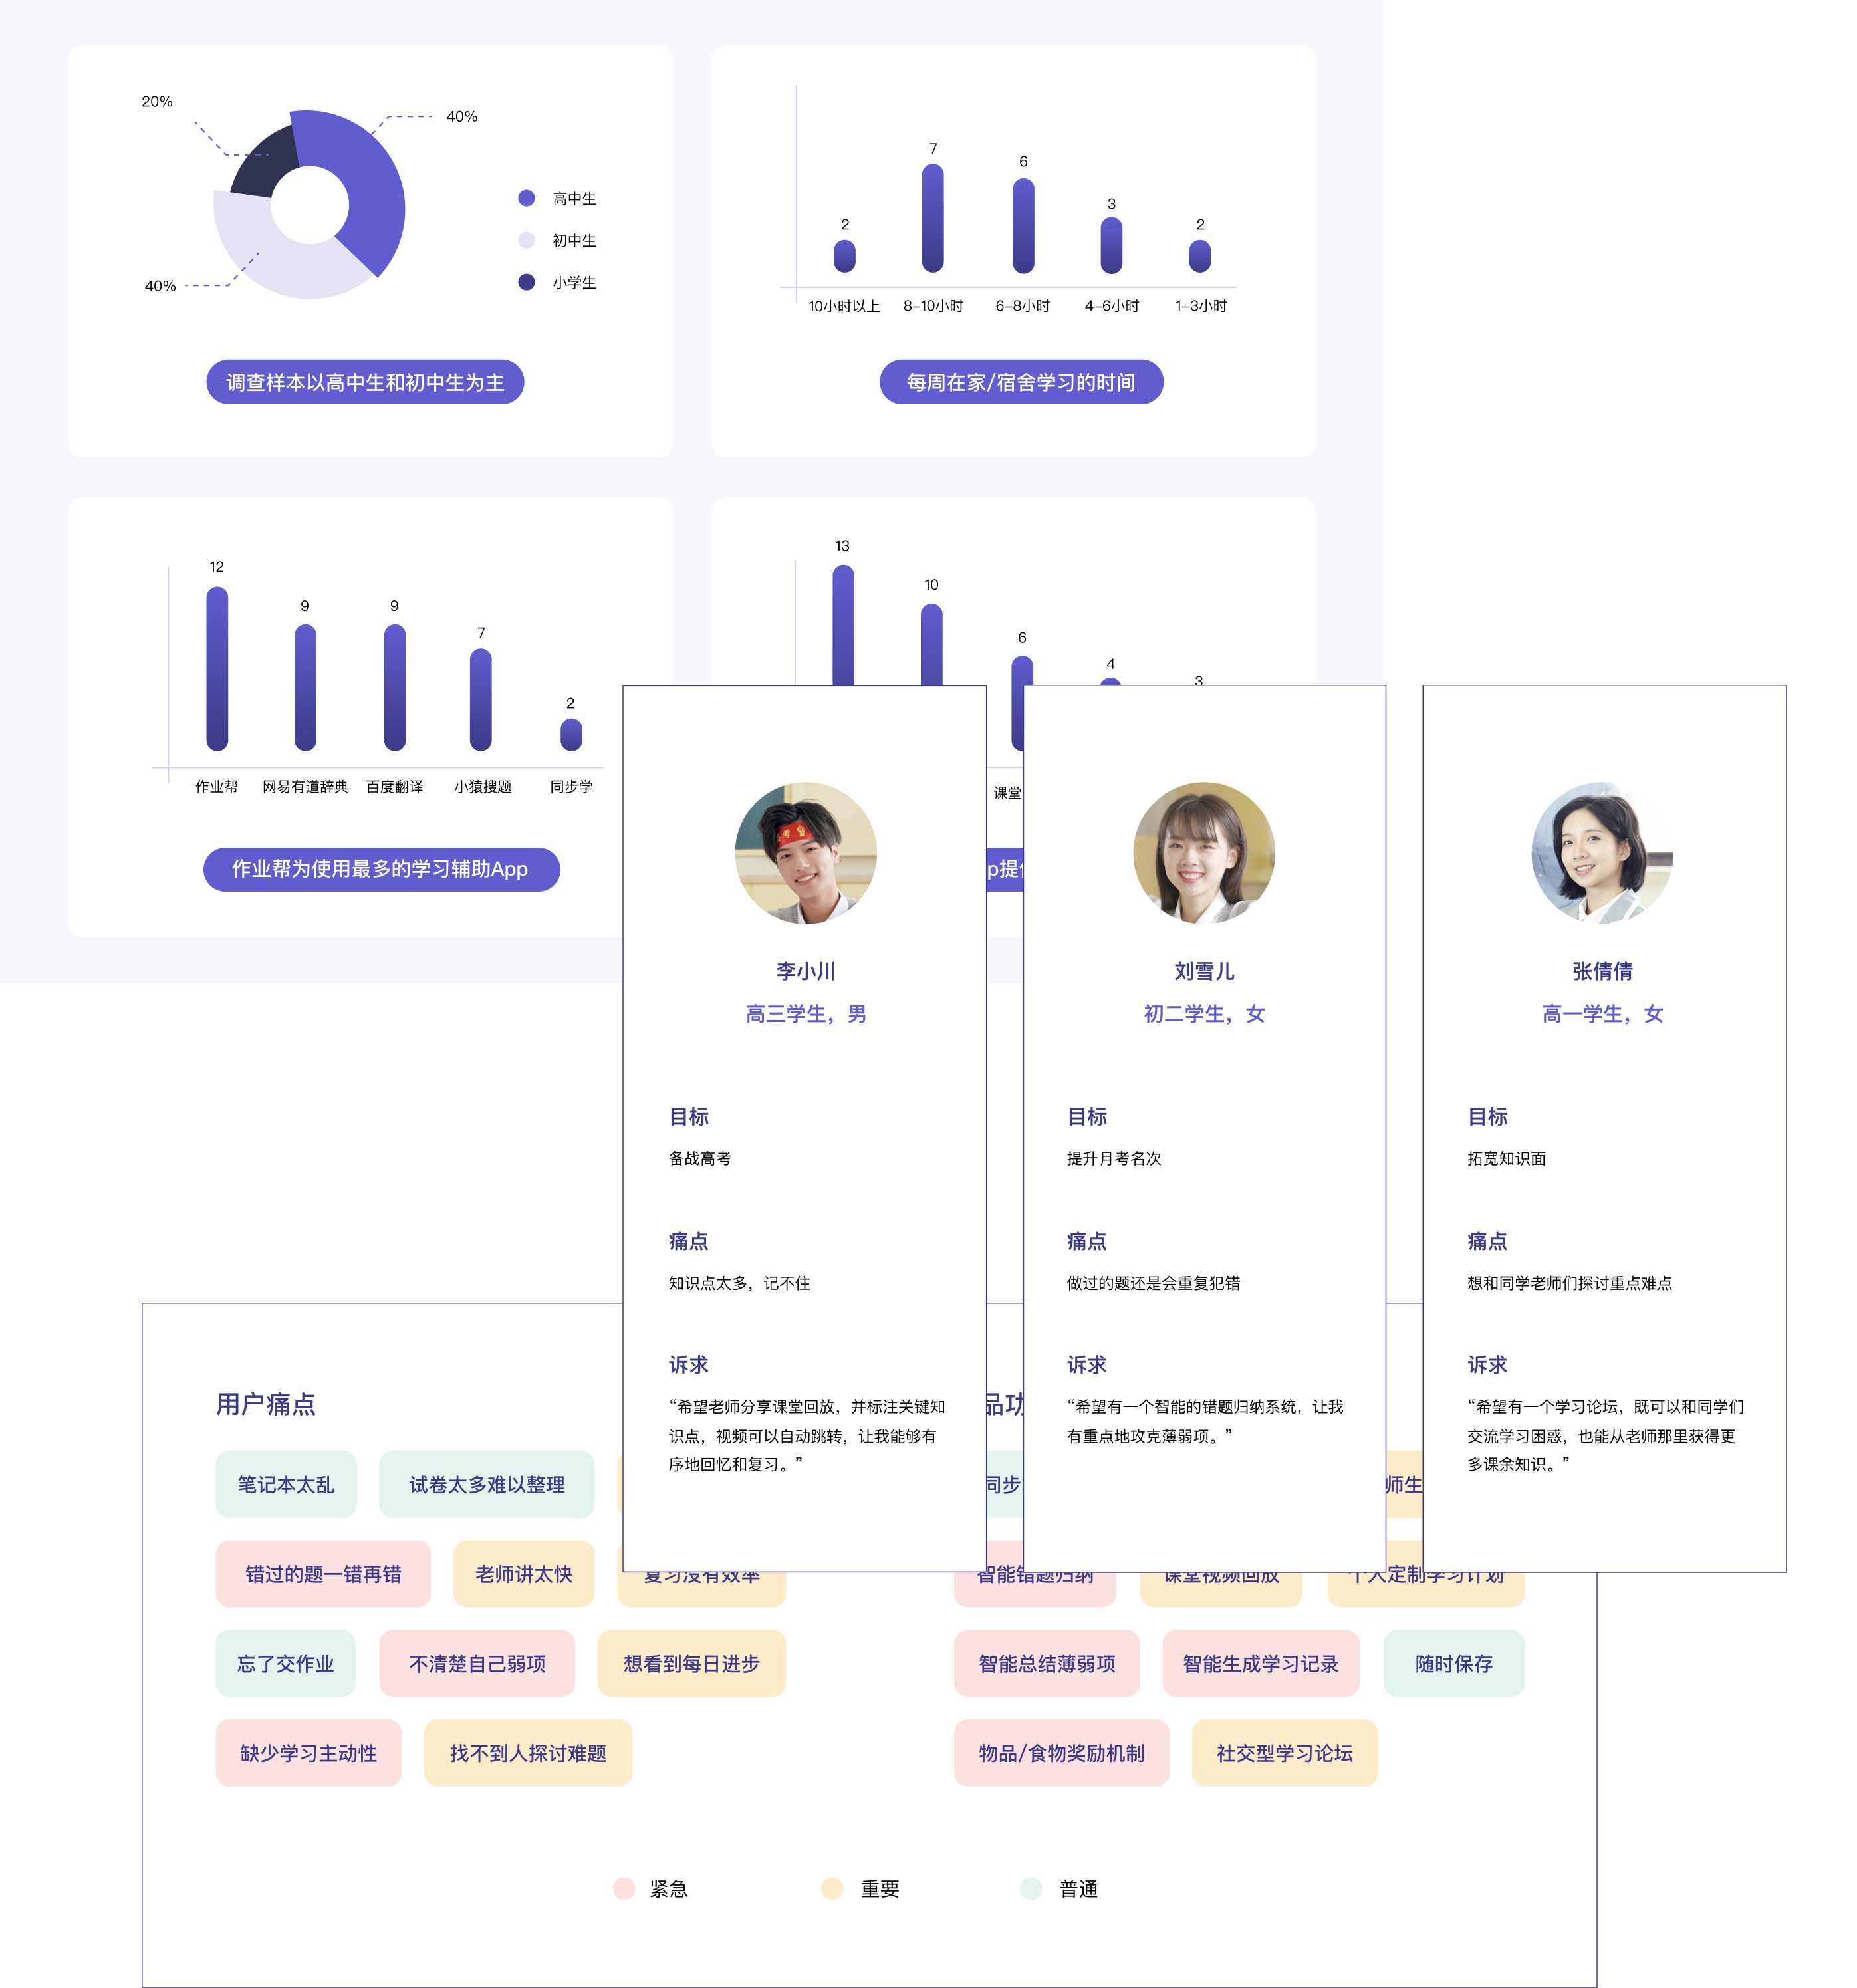 20%
40%
40%
高中生
初中生
小学生
调查样本以高中生和初中生为主
2
7
6
3
2
10小时以上
8–10小时
6–8小时
4–6小时
1–3小时
每周在家/宿舍学习的时间
12
9
9
7
2
作业帮
网易有道辞典
百度翻译
小猿搜题
同步学
作业帮为使用最多的学习辅助App
13
10
6
4
3
课堂
p提
李小川
高三学生，男
目标
备战高考
痛点
知识点太多，记不住
诉求
“希望老师分享课堂回放，并标注关键知
识点，视频可以自动跳转，让我能够有
序地回忆和复习。”
刘雪儿
初二学生，女
目标
提升月考名次
痛点
做过的题还是会重复犯错
诉求
“希望有一个智能的错题归纳系统，让我
有重点地攻克薄弱项。”
张倩倩
高一学生，女
目标
拓宽知识面
痛点
想和同学老师们探讨重点难点
诉求
“希望有一个学习论坛，既可以和同学们
交流学习困惑，也能从老师那里获得更
多课余知识。”
用户痛点
笔记本太乱
试卷太多难以整理
错过的题一错再错
老师讲太快
复习没有效率
忘了交作业
不清楚自己弱项
想看到每日进步
缺少学习主动性
找不到人探讨难题
品功
同步
师生
智能错题归纳
课堂视频回放
个人定制学习计划
智能总结薄弱项
智能生成学习记录
随时保存
物品/食物奖励机制
社交型学习论坛
紧急
重要
普通